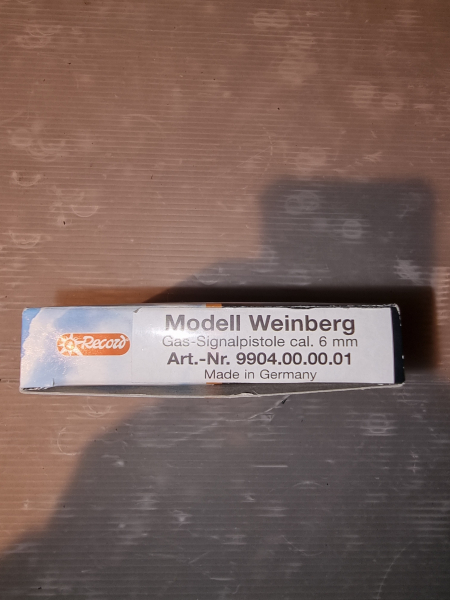 Record
Modell Weinberg
Gas-Signalpistole cal. 6 mm
Art.-Nr. 9904.00.00.01
Made in Germany